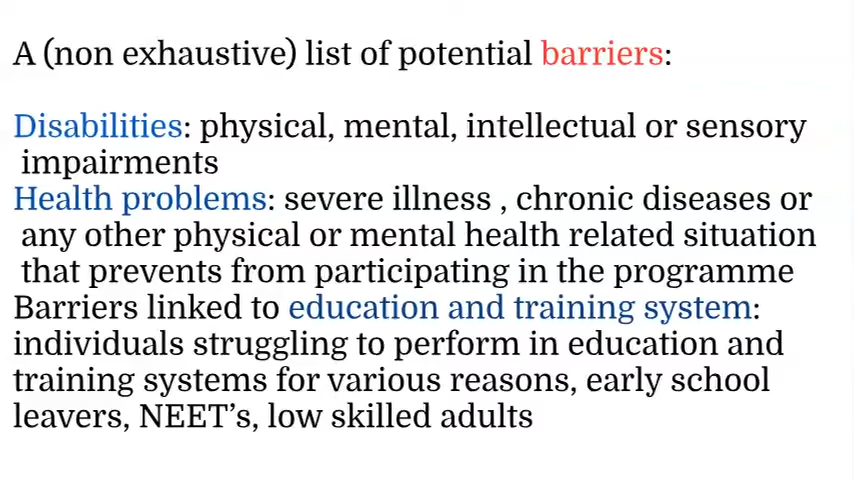 A (non exhaustive) list of potential barriers:
Disabilities: physical, mental, intellectual or sensory
impairments
Health problems: severe illness , chronic diseases or
any other physical or mental health related situation
that prevents from participating in the programme
Barriers linked to education and training system:
individuals struggling to perform in education and
training systems for various reasons, early school
leavers, NEET’s, low skilled adults